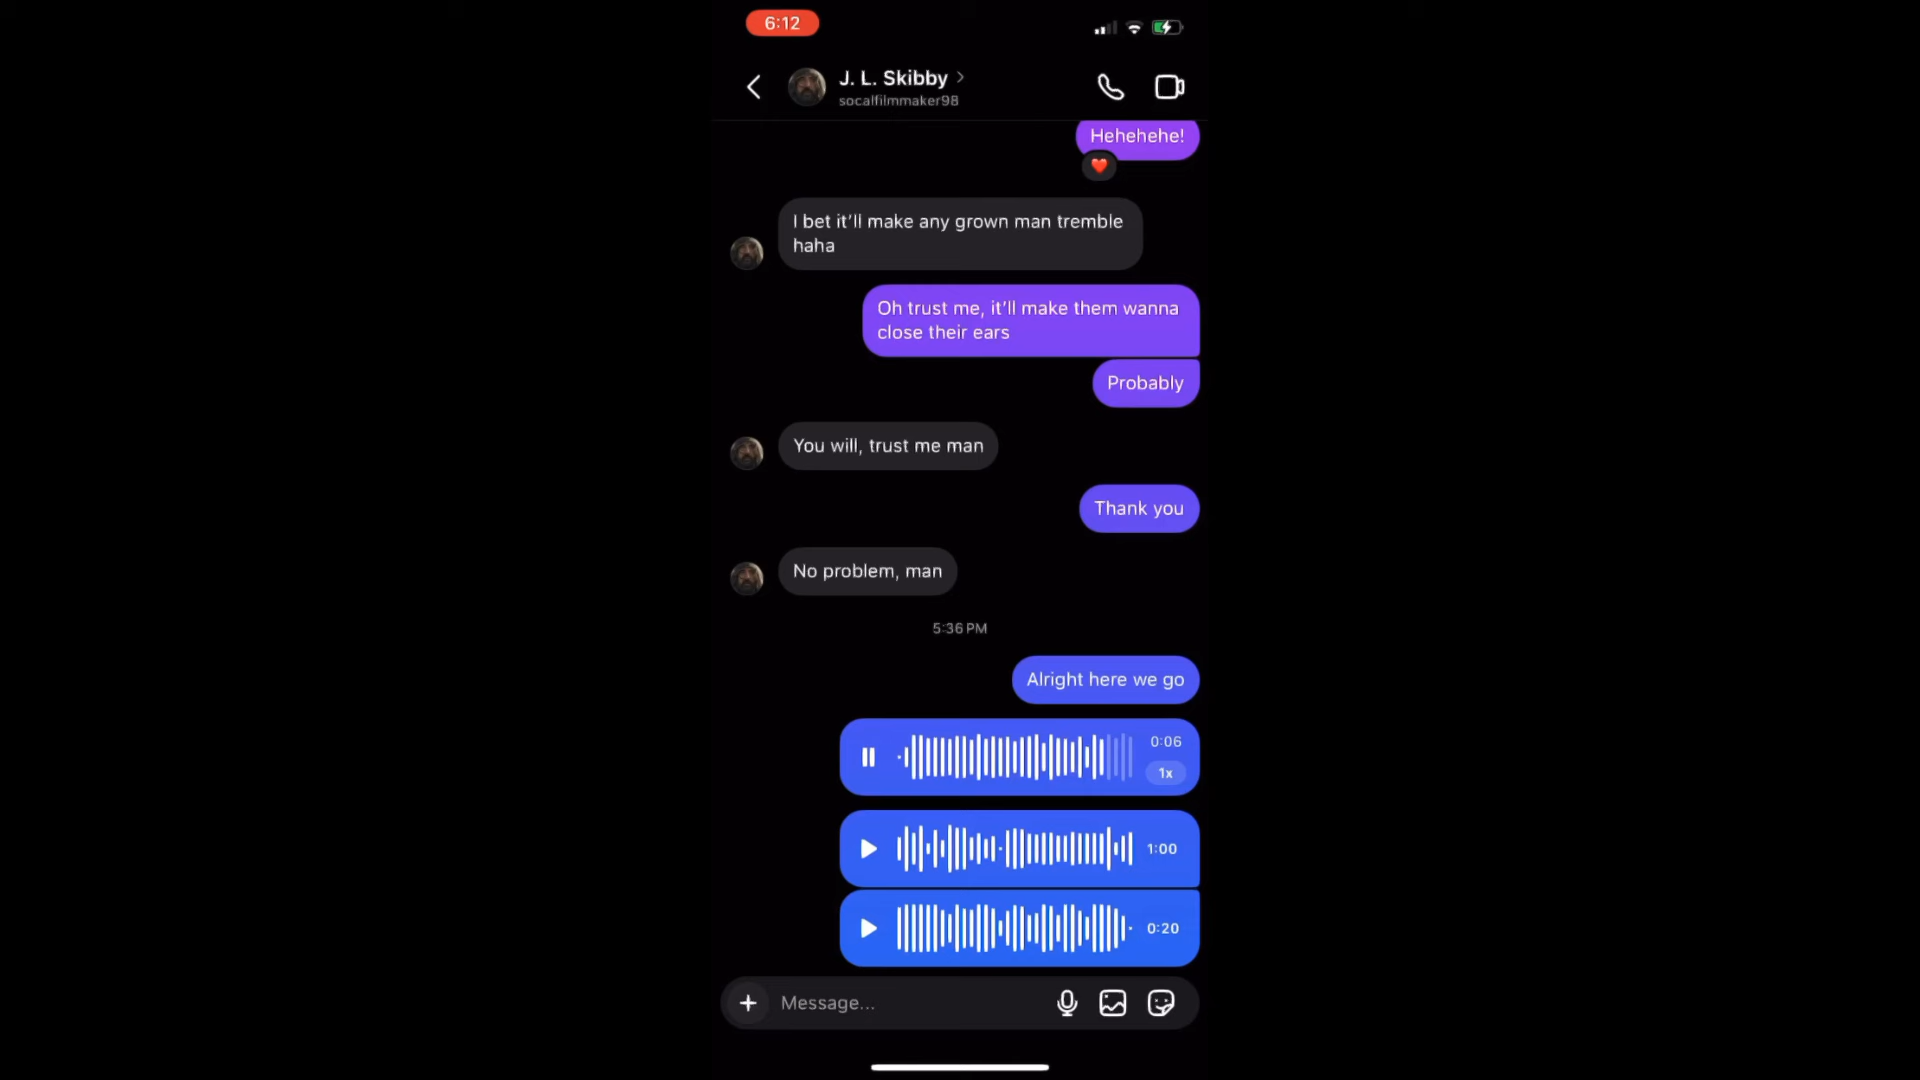 6:12
J. L. Skibby
socalfilmmaker98
Hehehehe!
I bet it'll make any grown man tremble
haha
Oh trust me, it'll make them wanna
close their ears
Probably
You will, trust me man
Thank you
No problem, man
5:36 PM
Alright here we go
0:06
1x
1:00
0:20
Message...